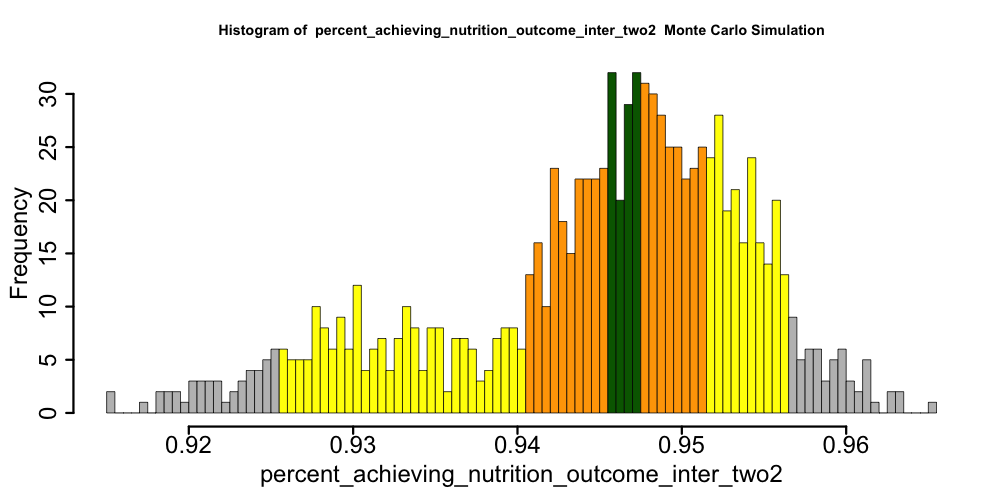 Histogram of percent_achieving_nutrition_outcome_inter_two2 Monte Carlo Simulation
Frequency
30
25
20
15
10
5
0
0.92 0.93 0.94 0.95 0.96
percent_achieving_nutrition_outcome_inter_two2